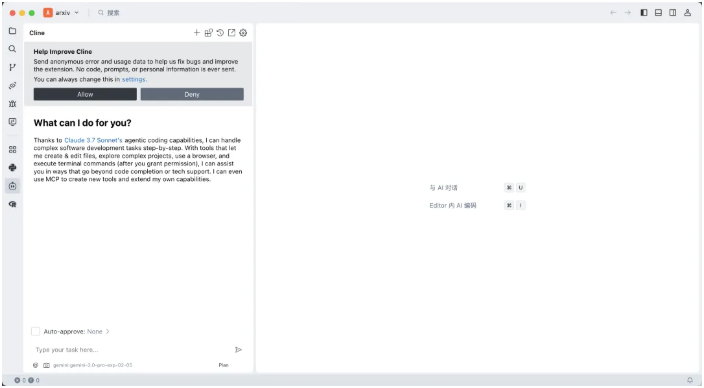 arxiv
搜索
Cline
Help Improve Cline
Send anonymous error and usage data to help us fix bugs and improve
the extension. No code, prompts, or personal information is ever sent.
You can always change this in settings.
Allow
Deny
What can I do for you?
Thanks to Claude 3.7 Sonnet's agentic coding capabilities, I can handle
complex software development tasks step-by-step. With tools that let
me create & edit files, explore complex projects, use a browser, and
execute terminal commands (after you grant permission), I can assist
you in ways that go beyond code completion or tech support. I can even
use MCP to create new tools and extend my own capabilities.
与 AI 对话 ⌘ U
Editor 内 AI 编码 ⌘ I
Auto-approve: None
Type your task here...
gemini-gemini-2.0-pro-exp-02-05
Plan
0 0